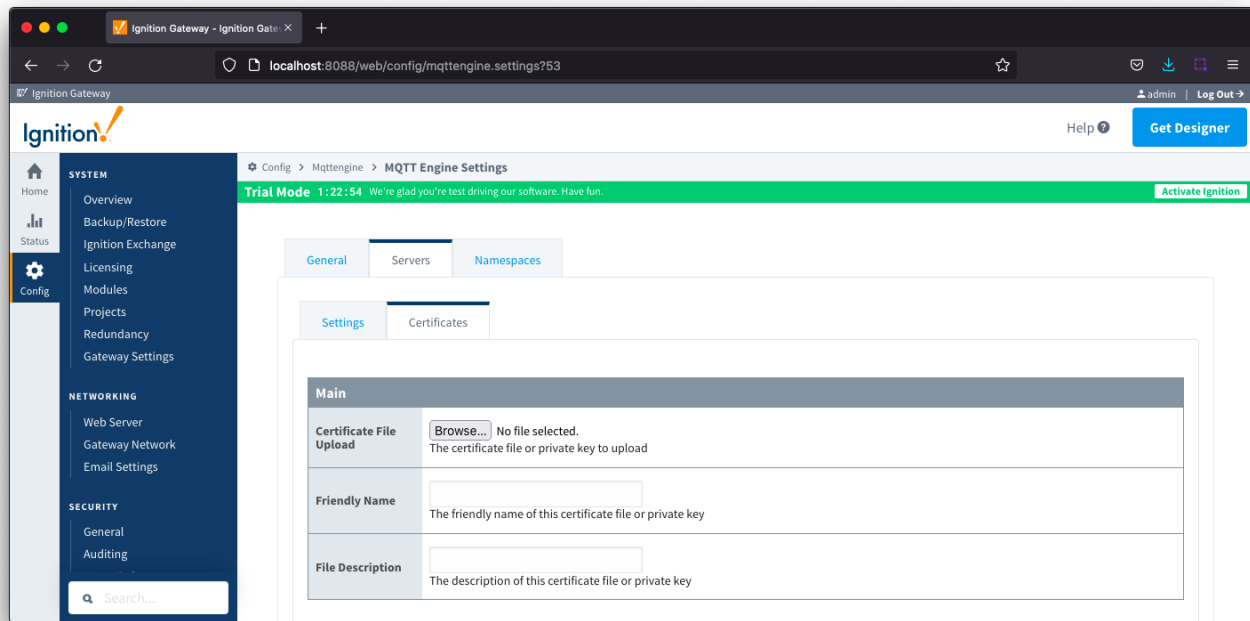 Ignition Gateway - Ignition Gate
localhost:8088/web/config/mqttengine.settings?53
Ignition Gateway
admin | Log Out
Ignition!
Help
Get Designer
Home
Status
Config
SYSTEM
Overview
Backup/Restore
Ignition Exchange
Licensing
Modules
Projects
Redundancy
Gateway Settings
NETWORKING
Web Server
Gateway Network
Email Settings
SECURITY
General
Auditing
Search...
Config > Mqttengine > MQTT Engine Settings
Trial Mode 1:22:54 We're glad you're test driving our software. Have fun.
Activate Ignition
General Servers Namespaces
Settings Certificates
Main
Certificate File
Upload
Browse... No file selected.
The certificate file or private key to upload
Friendly Name
The friendly name of this certificate file or private key
File Description
The description of this certificate file or private key